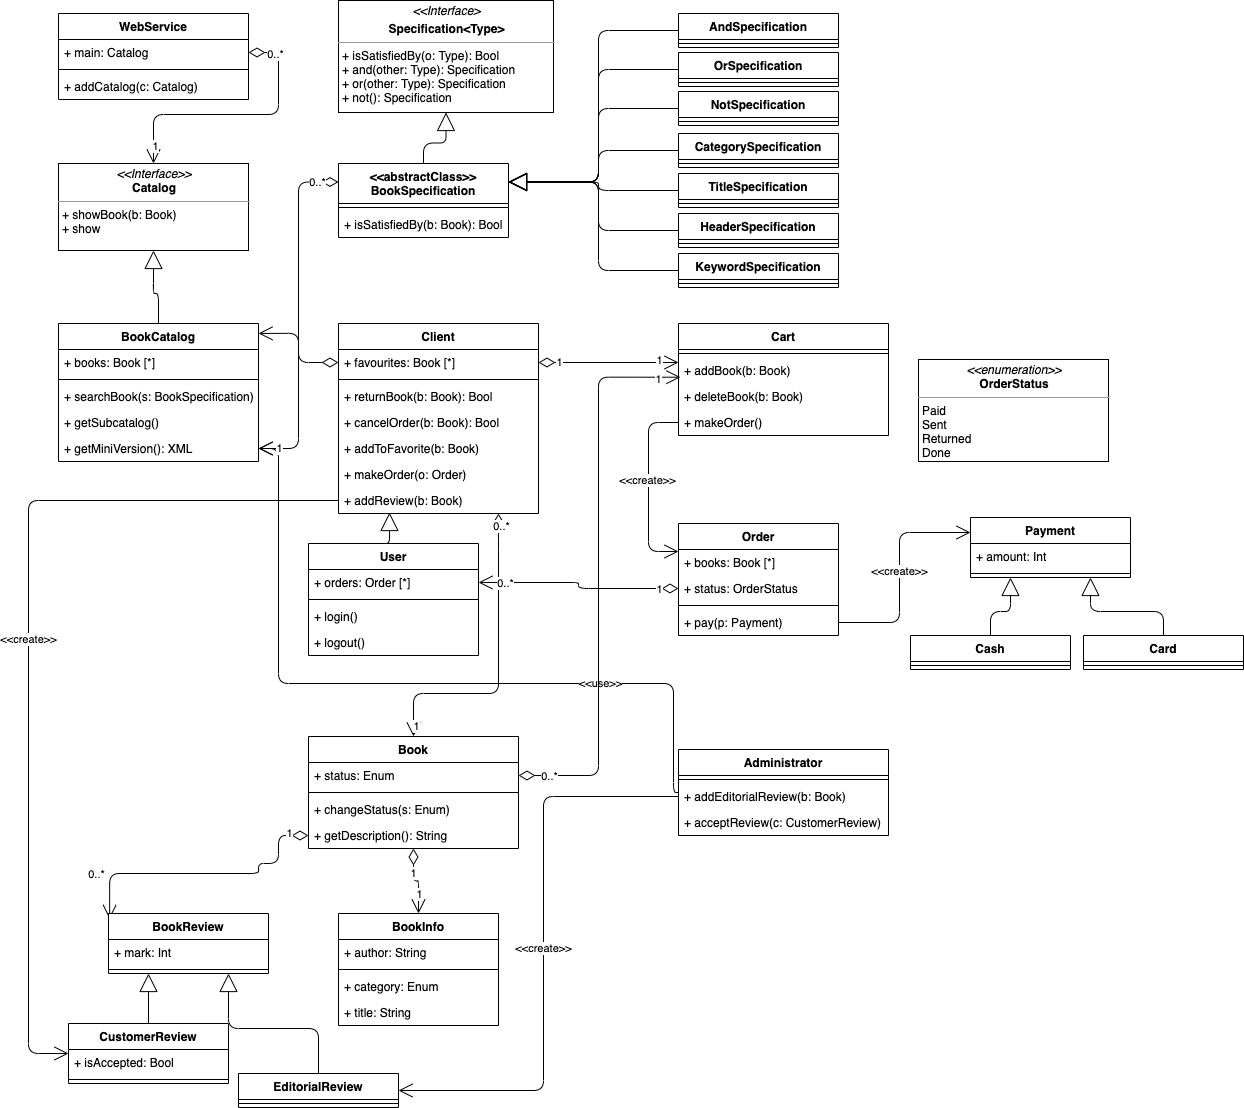 WebService
+ main: Catalog
+ addCatalog(c: Catalog)
0..*
1
<<Interface>>
Catalog
+ showBook(b: Book)
+ show
<<Interface>
Specification<Type>
+ isSatisfiedBy(o: Type): Bool
+ and(other: Type): Specification
+ or(other: Type): Specification
+ not(): Specification
0..*
<<abstractClass>>
BookSpecification
+ isSatisfiedBy(b: Book): Bool
AndSpecification
OrSpecification
NotSpecification
CategorySpecification
TitleSpecification
HeaderSpecification
KeywordSpecification
BookCatalog
+ books: Book [*]
+ searchBook(s: BookSpecification)
+ getSubcatalog()
+ getMiniVersion(): XML
1
Client
+ favourites: Book [*]
+ returnBook(b: Book): Bool
+ cancelOrder(b: Book): Bool
+ addToFavorite(b: Book)
+ makeOrder(o: Order)
+ addReview(b: Book)
1
1
1
Cart
+ addBook(b: Book)
+ deleteBook(b: Book)
+ makeOrder()
<<enumeration>>
OrderStatus
Paid
Sent
Returned
Done
<<create>>
0..*
User
+ orders: Order [*]
+ login()
+ logout()
0..*
1
Order
+ books: Book [*]
+ status: OrderStatus
+ pay(p: Payment)
<<create>>
Payment
+ amount: Int
Cash
Card
<<create>>
<<use>>
1
Book
+ status: Enum
+ changeStatus(s: Enum)
+ getDescription(): String
0..*
1
0..*
1
1
Administrator
+ addEditorialReview(b: Book)
+ acceptReview(c: CustomerReview)
BookReview
+ mark: Int
BookInfo
+ author: String
+ category: Enum
+ title: String
<<create>>
CustomerReview
+ isAccepted: Bool
EditorialReview